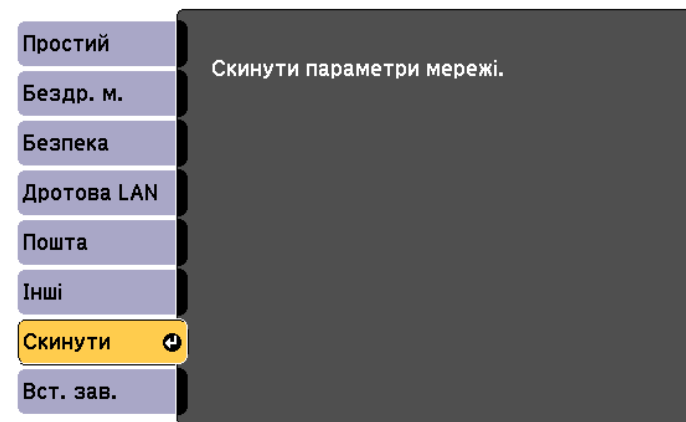 Простий
Бездр. м.
Безпека
Дротова LAN
Пошта
Інші
Скинути
Вст. зав.
Скинути параметри мережі.